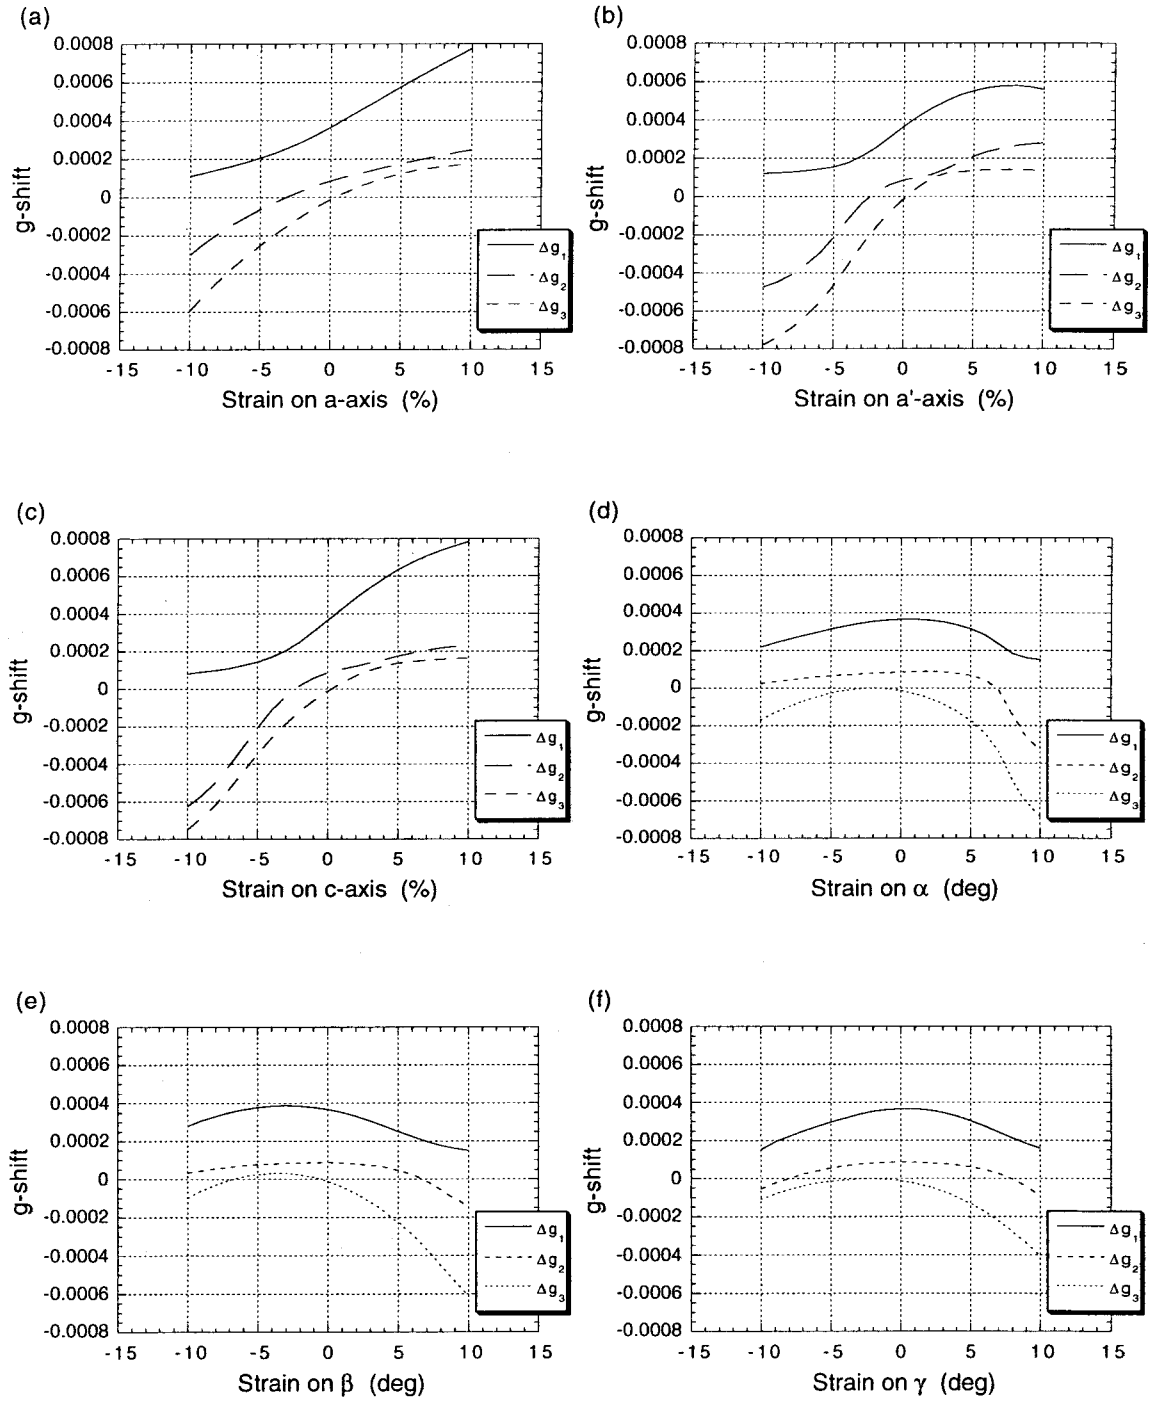 (a)
0.0008
0.0006
0.0004
0.0002
0
-0.0002
-0.0004
-0.0006
-0.0008
g-shift
Δg1
Δg2
Δg3
-15 -10 -5 0 5 10 15
Strain on a-axis (%)
(b)
0.0008
0.0006
0.0004
0.0002
0
-0.0002
-0.0004
-0.0006
-0.0008
g-shift
Δg1
Δg2
Δg3
-15 -10 -5 0 5 10 15
Strain on a'-axis (%)
(c)
0.0008
0.0006
0.0004
0.0002
0
-0.0002
-0.0004
-0.0006
-0.0008
g-shift
Δg1
Δg2
Δg3
-15 -10 -5 0 5 10 15
Strain on c-axis (%)
(d)
0.0008
0.0006
0.0004
0.0002
0
-0.0002
-0.0004
-0.0006
-0.0008
g-shift
Δg1
Δg2
Δg3
-15 -10 -5 0 5 10 15
Strain on α (deg)
(e)
0.0008
0.0006
0.0004
0.0002
0
-0.0002
-0.0004
-0.0006
-0.0008
g-shift
Δg1
Δg2
Δg3
-15 -10 -5 0 5 10 15
Strain on β (deg)
(f)
0.0008
0.0006
0.0004
0.0002
0
-0.0002
-0.0004
-0.0006
-0.0008
g-shift
Δg1
Δg2
Δg3
-15 -10 -5 0 5 10 15
Strain on γ (deg)